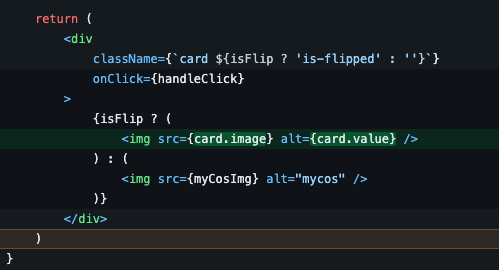 return (
<div
className={`card ${isFlip ? 'is-flipped' : ''}`}
onClick={handleClick}
>
{isFlip ? (
<img src={card.image} alt={card.value} />
) : (
<img src={myCosImg} alt="mycos" />
)}
</div>
)
}